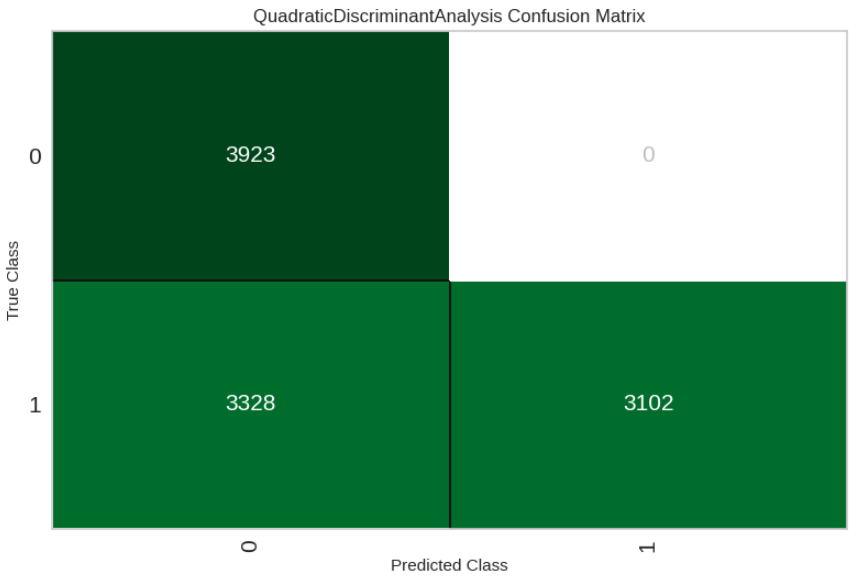 QuadraticDiscriminantAnalysis Confusion Matrix
0
3923
0
True Class
1
3328
3102
0
1
Predicted Class